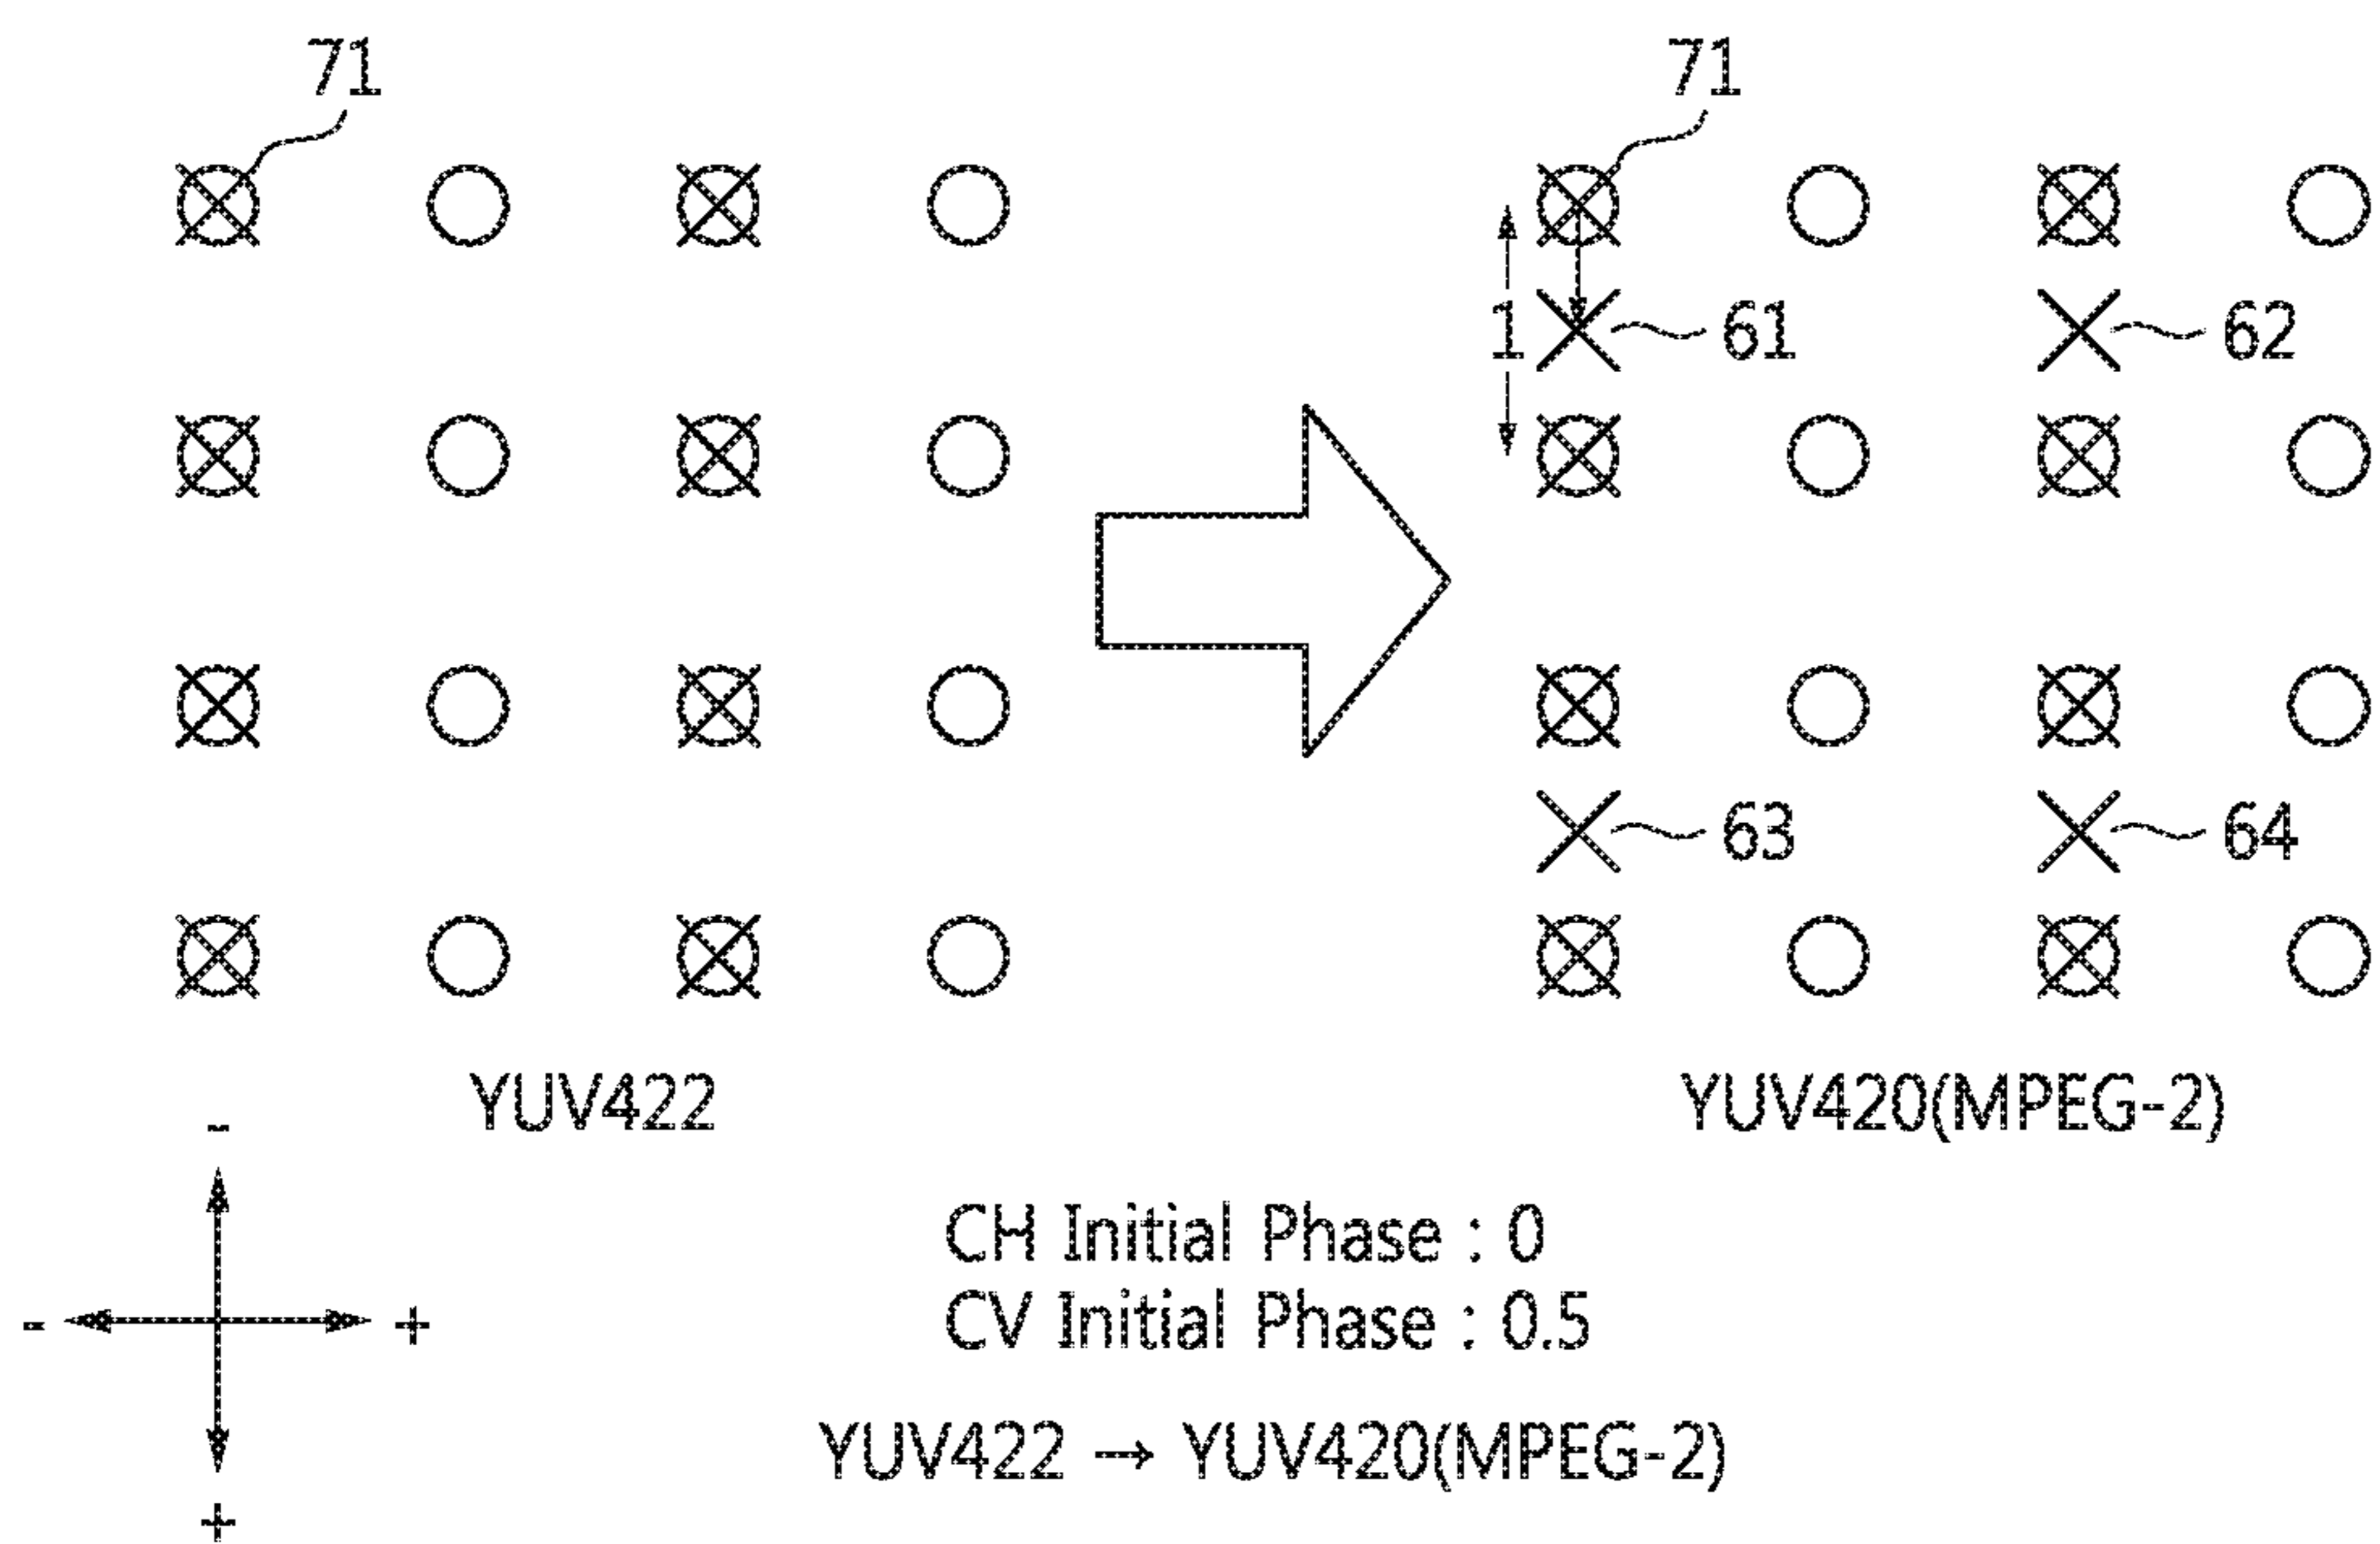 71 71
1 61 62
63 64
YUV422 YUV420(MPEG-2)
-
- +
+
CH Initial Phase : 0
CV Initial Phase : 0.5
YUV422 → YUV420(MPEG-2)